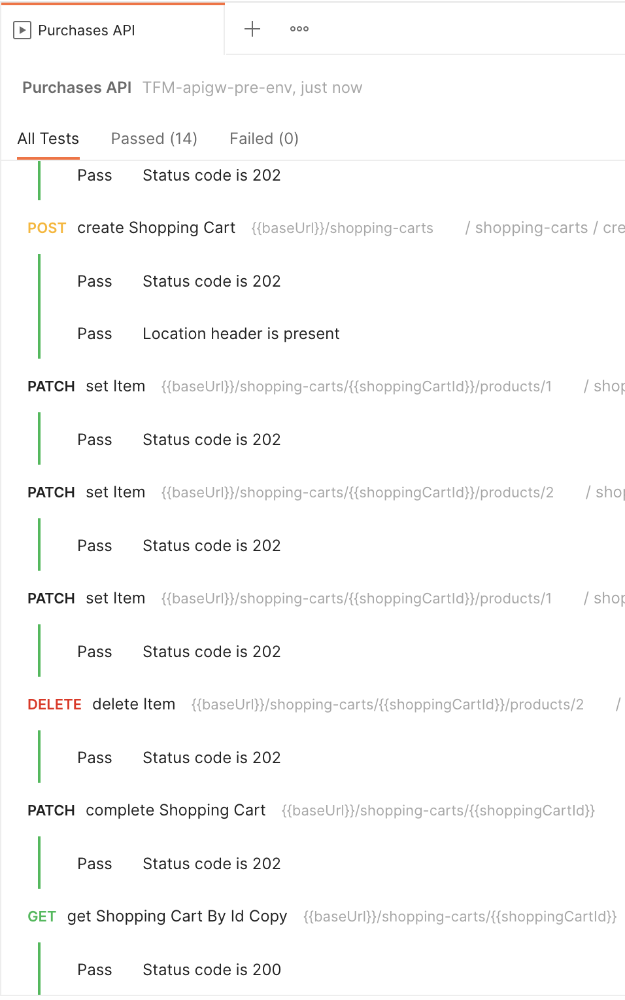 Purchases API
Purchases API TFM-apigw-pre-env, just now
All Tests Passed (14) Failed (0)
Pass Status code is 202
POST create Shopping Cart {{baseUrl}}/shopping-carts / shopping-carts / cre
Pass Status code is 202
Pass Location header is present
PATCH set Item {{baseUrl}}/shopping-carts/{{shoppingCartId}}/products/1 / shop
Pass Status code is 202
PATCH set Item {{baseUrl}}/shopping-carts/{{shoppingCartId}}/products/2 / shop
Pass Status code is 202
PATCH set Item {{baseUrl}}/shopping-carts/{{shoppingCartId}}/products/1 / shop
Pass Status code is 202
DELETE delete Item {{baseUrl}}/shopping-carts/{{shoppingCartId}}/products/2 /
Pass Status code is 202
PATCH complete Shopping Cart {{baseUrl}}/shopping-carts/{{shoppingCartId}}
Pass Status code is 202
GET get Shopping Cart By Id Copy {{baseUrl}}/shopping-carts/{{shoppingCartId}}
Pass Status code is 200